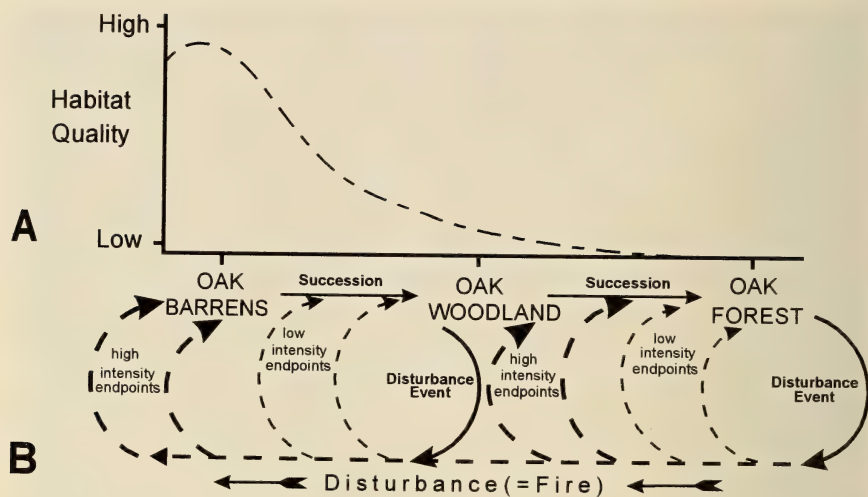 High
Habitat
Quality
A
Low
OAK
BARRENS
Succession
OAK
WOODLAND
Succession
OAK
FOREST
high
intensity
endpoints
low
intensity
endpoints
Disturbance
Event
high
intensity
endpoints
low
intensity
endpoints
Disturbance
Event
B
Disturbance (=Fire)